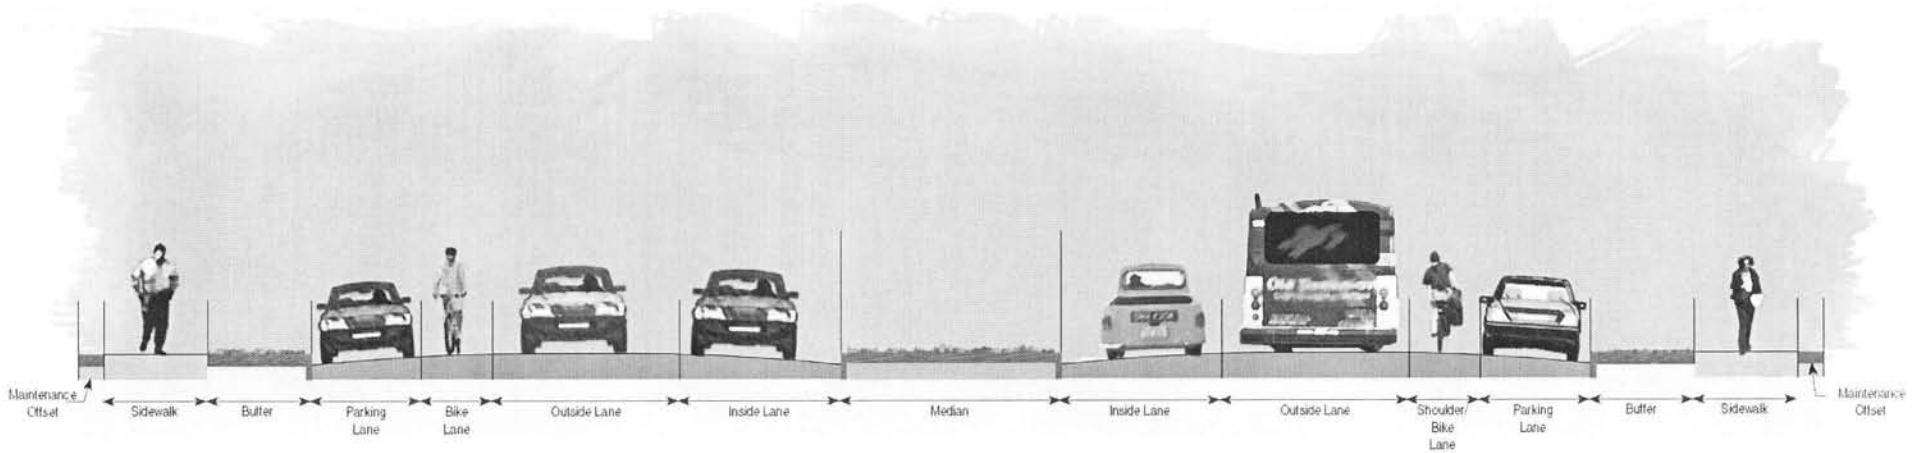 Maintenance
Offset
Sidewalk
Buffer
Parking
Lane
Bike
Lane
Outside Lane
Inside Lane
Median
Inside Lane
Outside Lane
Shoulder/
Bike
Lane
Parking
Lane
Buffer
Sidewalk
Maintenance
Offset